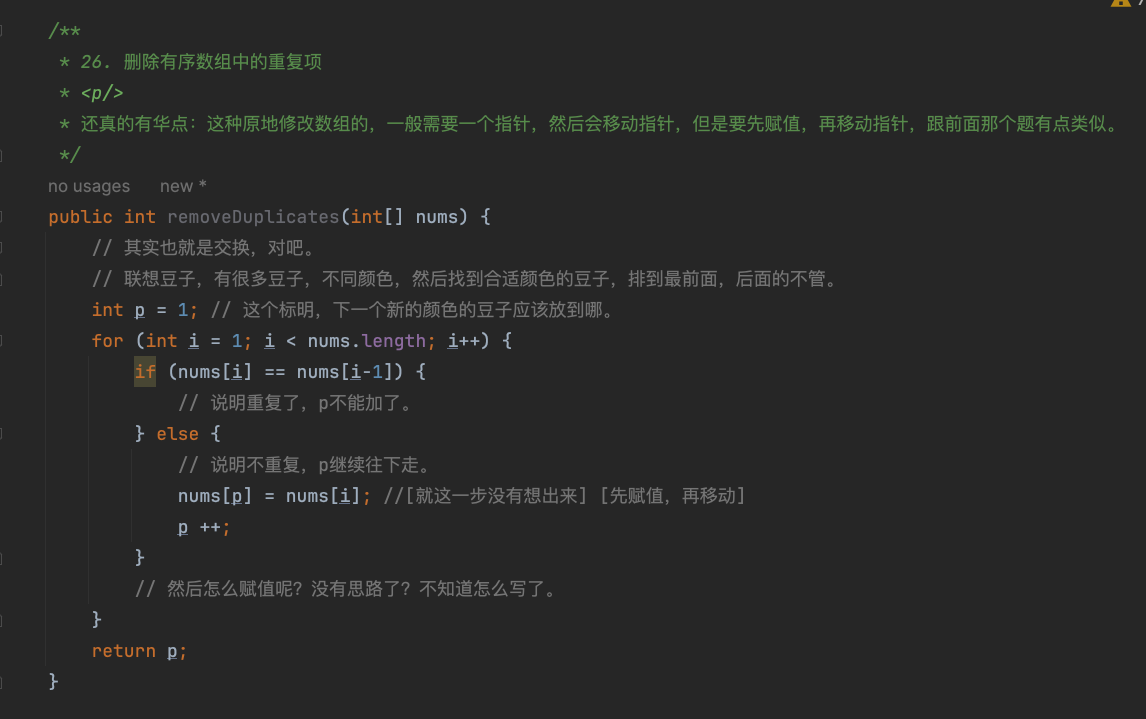 /**
* 26. 删除有序数组中的重复项
* <p/>
* 还真的有华点：这种原地修改数组的，一般需要一个指针，然后会移动指针，但是要先赋值，再移动指针，跟前面那个题有点类似。
*/
no usages new *
public int removeDuplicates(int[] nums) {
// 其实也就是交换，对吧。
// 联想豆子，有很多豆子，不同颜色，然后找到合适颜色的豆子，排到最前面，后面的不管。
int p = 1; // 这个标明，下一个新的颜色的豆子应该放到哪。
for (int i = 1; i < nums.length; i++) {
if (nums[i] == nums[i-1]) {
// 说明重复了，p不能加了。
} else {
// 说明不重复，p继续往下走。
nums[p] = nums[i]; //[就这一步没有想出来] [先赋值，再移动]
p ++;
}
// 然后怎么赋值呢？没有思路了？不知道怎么写了。
}
return p;
}